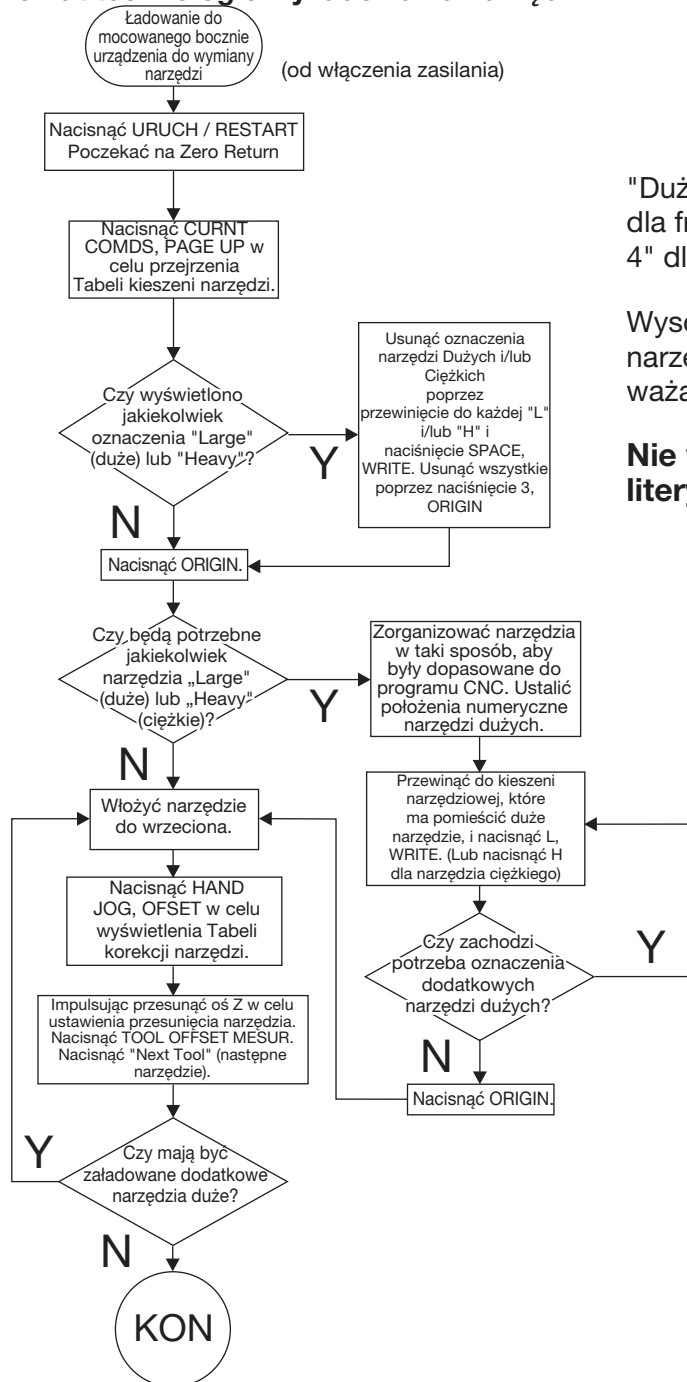 Ładowanie do
mocowanego bocznie
urządzenia do wymiany
narzędzi
(od włączenia zasilania)
Nacisnąć URUCH / RESTART
Poczekać na Zero Return
Nacisnąć CURNT
COMDS, PAGE UP w
celu przejrzenia
Tabeli kieszeni narzędzi.
Czy wyświetlono
jakiekolwiek
oznaczenia "Large"
(duże) lub "Heavy"?
Y
N
Usunąć oznaczenia
narzędzi Dużych i/lub
Ciężkich
poprzez
przewinięcie do każdej "L"
i/lub "H" i
naciśnięcie SPACE,
WRITE. Usunąć wszystkie
poprzez naciśnięcie 3,
ORIGIN
Nacisnąć ORIGIN.
Czy będą potrzebne
jakiekolwiek
narzędzia „Large"
(duże) lub „Heavy"
(ciężkie)?
Y
N
Zorganizować narzędzia
w taki sposób, aby
były dopasowane do
programu CNC. Ustalić
położenia numeryczne
narzędzi dużych.
Przewinąć do kieszeni
narzędziowej, które
ma pomieścić duże
narzędzie, i nacisnąć L,
WRITE. (Lub nacisnąć H
dla narzędzia ciężkiego)
Czy zachodzi
potrzeba oznaczenia
dodatkowych
narzędzi dużych?
Y
N
Nacisnąć ORIGIN.
Włożyć narzędzie
do wrzeciona.
Nacisnąć HAND
JOG, OFSET w celu
wyświetlenia Tabeli
korekcji narzędzi.
Impulsując przesunąć oś Z w celu
ustawienia przesunięcia narzędzia.
Nacisnąć TOOL OFFSET MESUR.
Nacisnąć "Next Tool" (następne
narzędzie).
Czy mają być
załadowane dodatkowe
narzędzia duże?
Y
N
KON
dla
4"
Nie